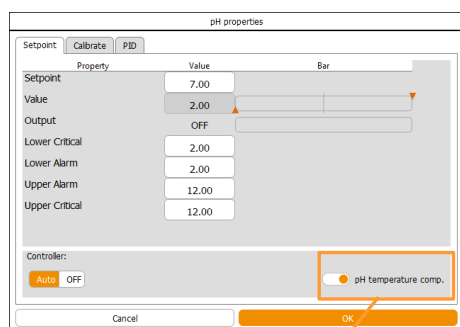 pH properties
Setpoint Calibrate PID
Property Value Bar
Setpoint 7.00
Value 2.00
Output OFF
Lower Critical 2.00
Lower Alarm 2.00
Upper Alarm 12.00
Upper Critical 12.00
Controller:
Auto OFF pH temperature comp.
Cancel OK